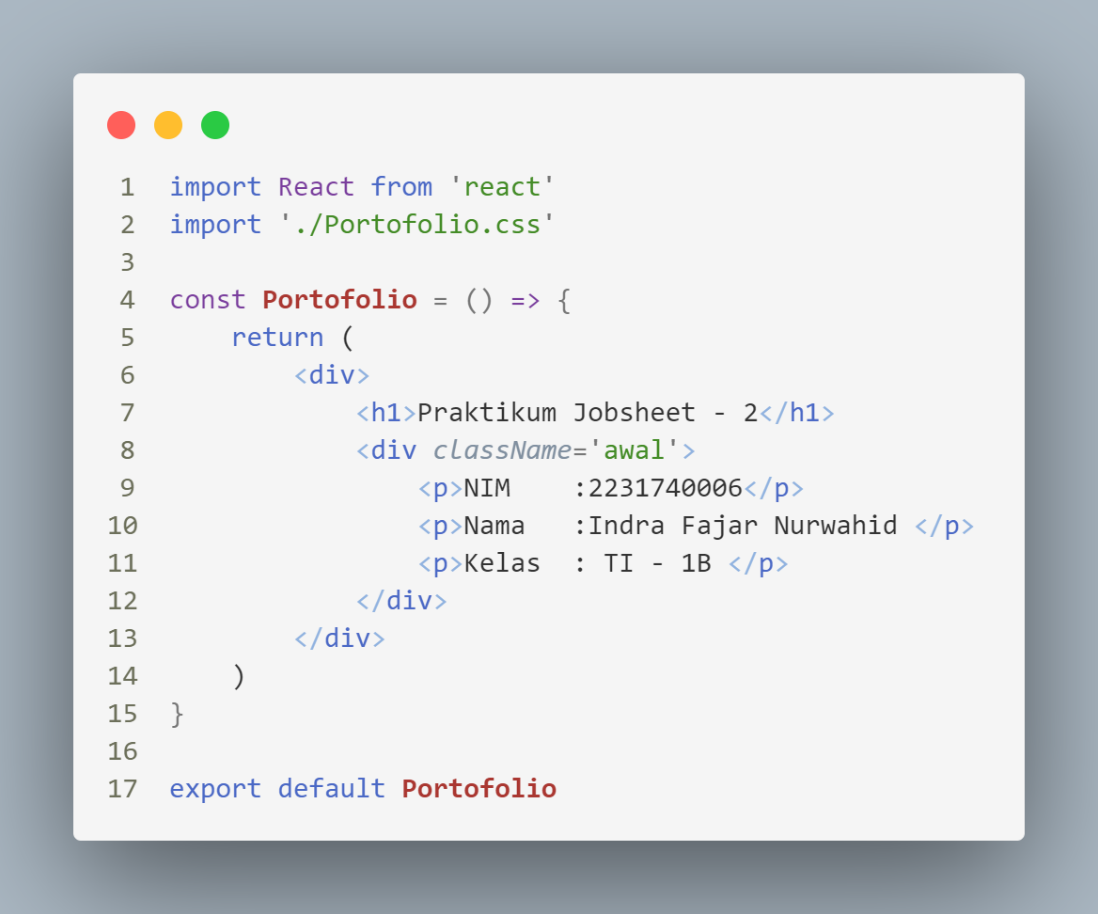 1 import React from 'react'
2 import './Portofolio.css'
3
4 const Portofolio = () => {
5     return (
6         <div>
7             <h1>Praktikum Jobsheet - 2</h1>
8             <div className='awal'>
9                 <p>NIM    :2231740006</p>
10                 <p>Nama   :Indra Fajar Nurwahid </p>
11                 <p>Kelas  : TI - 1B </p>
12             </div>
13         </div>
14     )
15 }
16
17 export default Portofolio